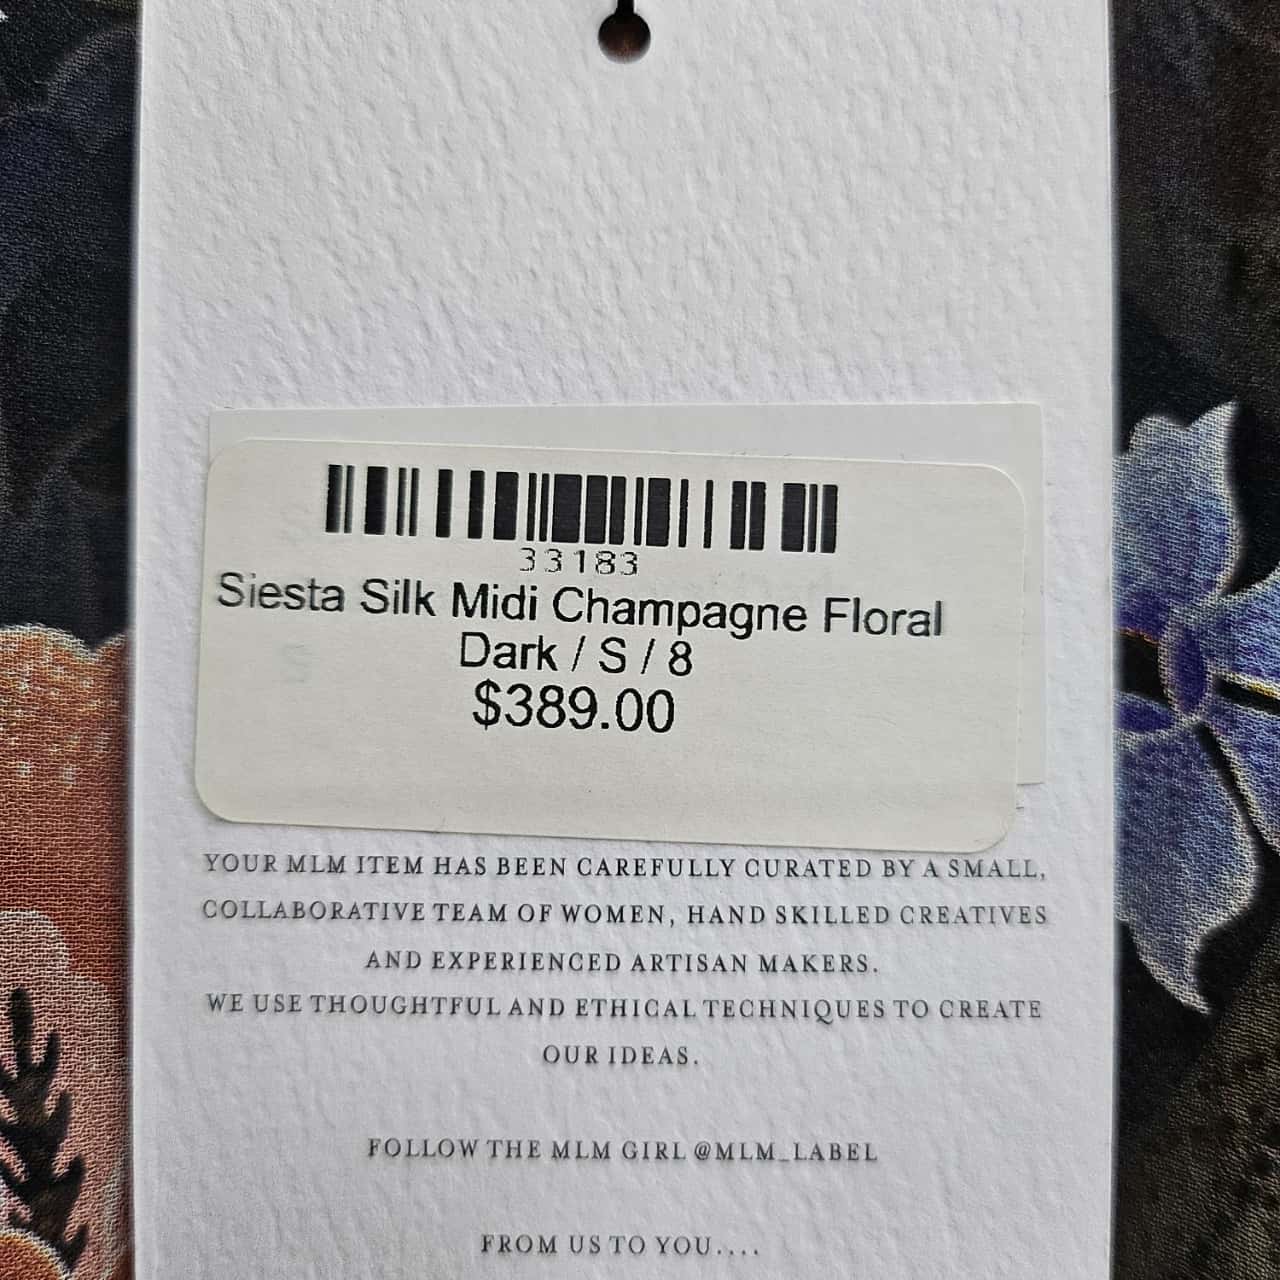 33183
Siesta Silk Midi Champagne Floral
Dark / S / 8
$389.00
YOUR MLM ITEM HAS BEEN CAREFULLY CURATED BY A SMALL,
COLLABORATIVE TEAM OF WOMEN, HAND SKILLED CREATIVES
AND EXPERIENCED ARTISAN MAKERS.
WE USE THOUGHTFUL AND ETHICAL TECHNIQUES TO CREATE
OUR IDEAS.
FOLLOW THE MLM GIRL @MLM_LABEL
FROM US TO YOU....